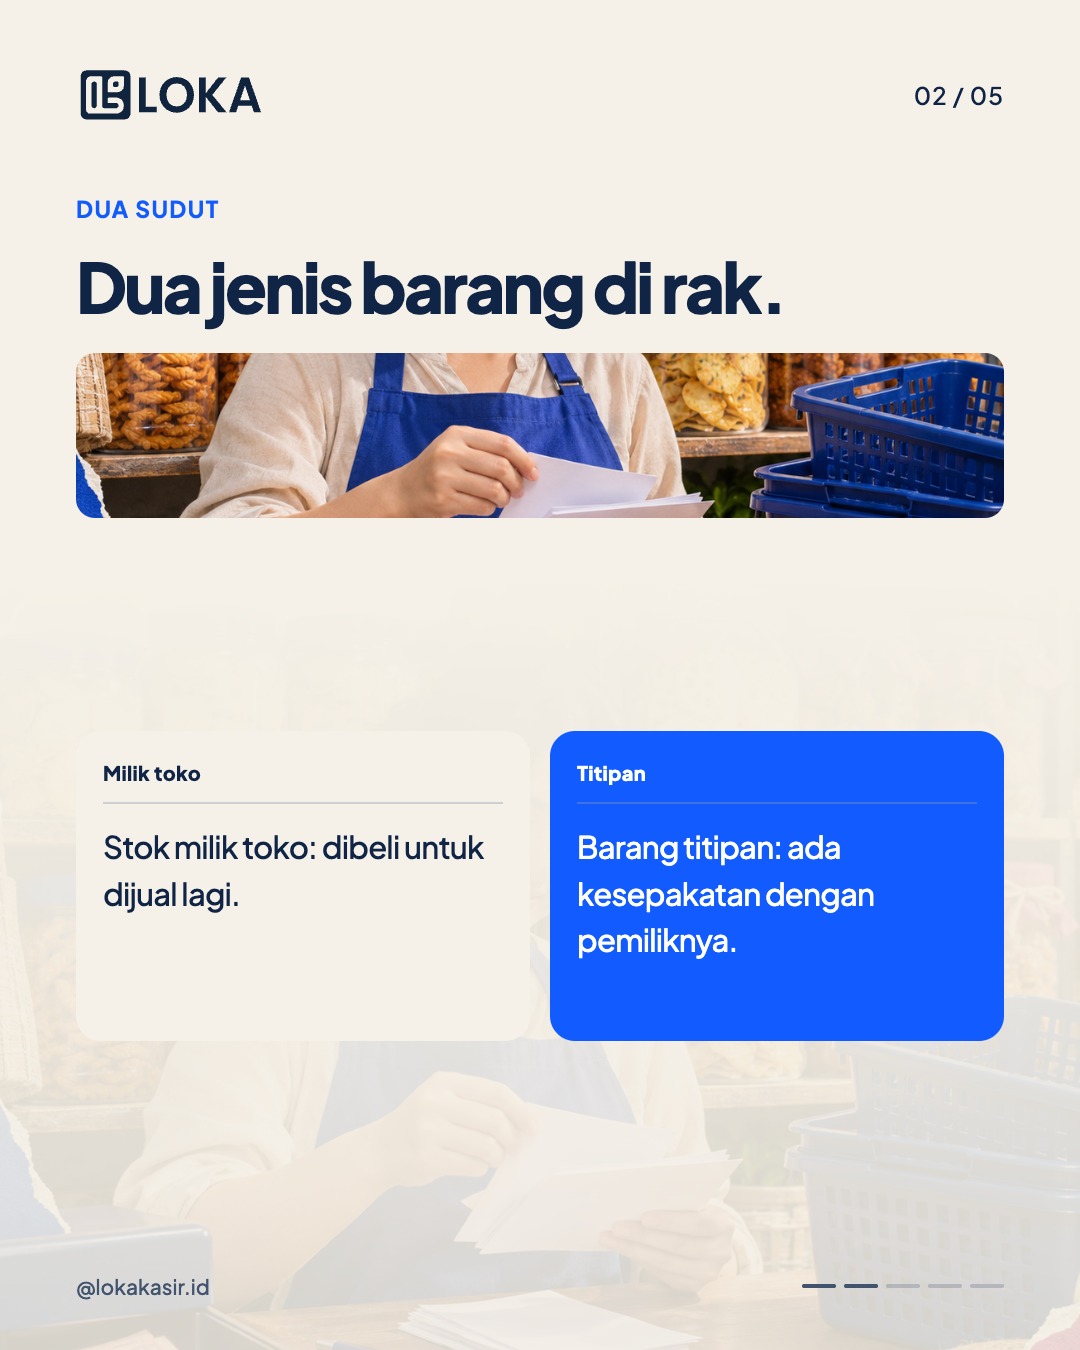 LOKA
02 / 05
DUA SUDUT
Dua jenis barang di rak.
Milik toko
Stok milik toko: dibeli untuk
dijual lagi.
Titipan
Barang titipan: ada
kesepakatan dengan
pemiliknya.
@lokakasir.id